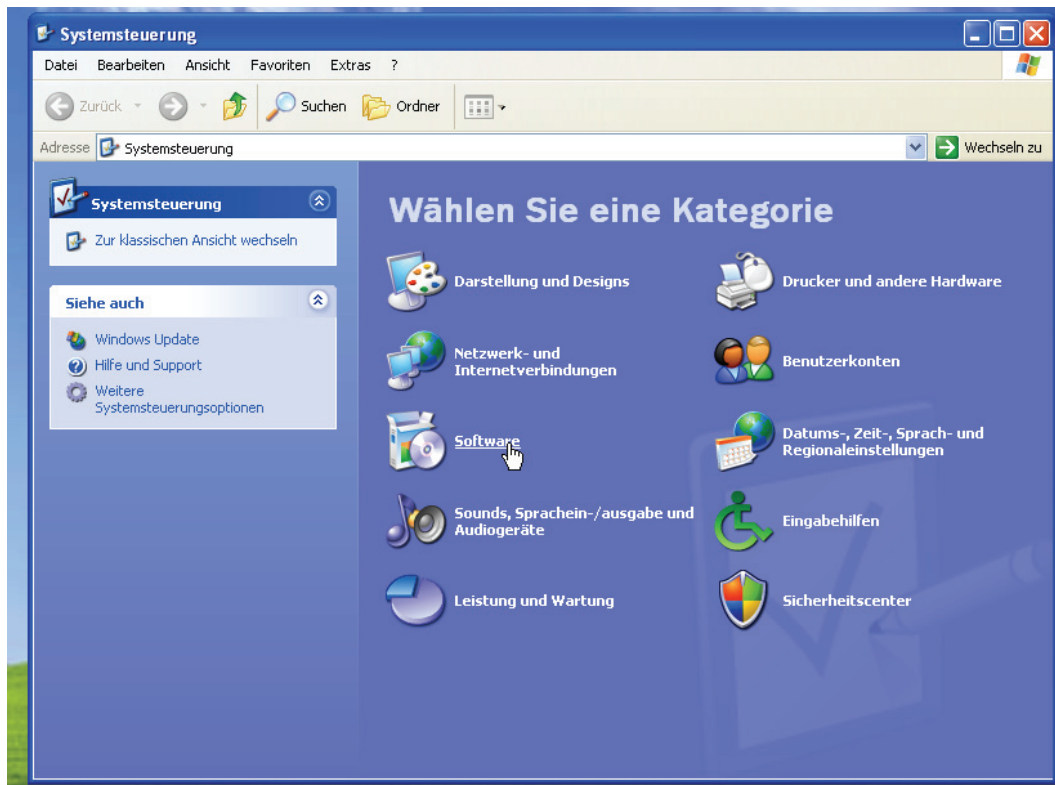 Systemsteuerung
Datei Bearbeiten Ansicht Favoriten Extras ?
Zurück Suchen Ordner
Adresse Systemsteuerung Wechseln zu
Systemsteuerung
Zur klassischen Ansicht wechseln
Siehe auch
Windows Update
Hilfe und Support
Weitere
Systemsteuerungsoptionen
Wählen Sie eine Kategorie
Darstellung und Designs
Drucker und andere Hardware
Netzwerk- und
Internetverbindungen
Benutzerkonten
Software
Datums-, Zeit-, Sprach- und
Regionaleinstellungen
Sounds, Sprachein-/ausgabe und
Audiogeräte
Eingabehilfen
Leistung und Wartung
Sicherheitscenter